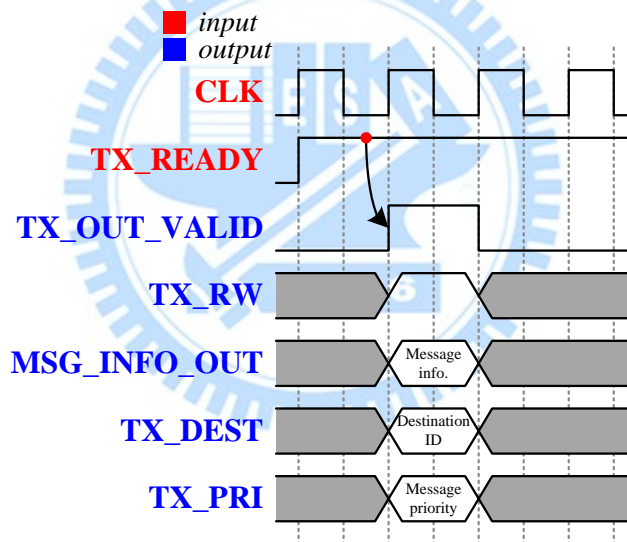 input
output
CLK
TX_READY
TX_OUT_VALID
TX_RW
MSG_INFO_OUT
Message
info.
TX_DEST
Destination
ID
TX_PRI
Message
priority